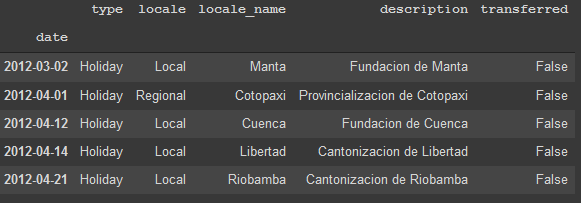 type locale locale_name description transferred
date
2012-03-02 Holiday Local Manta Fundacion de Manta False
2012-04-01 Holiday Regional Cotopaxi Provincializacion de Cotopaxi False
2012-04-12 Holiday Local Cuenca Fundacion de Cuenca False
2012-04-14 Holiday Local Libertad Cantonizacion de Libertad False
2012-04-21 Holiday Local Riobamba Cantonizacion de Riobamba False